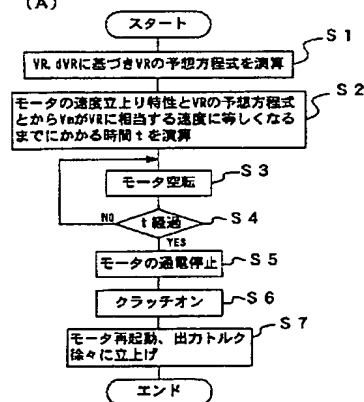 (A)
スタート
S1
VR,dVRに基づきVRの予想方程式を演算
S2
モータの速度立上り特性とVRの予想方程式
とからVmがVRに相当する速度に等しくなる
までにかかる時間tを演算
S3
モータ空転
NO
t経過
S4
YES
モータの通電停止
S5
クラッチオン
S6
S7
モータ再起動、出力トルク
徐々に立上げ
エンド